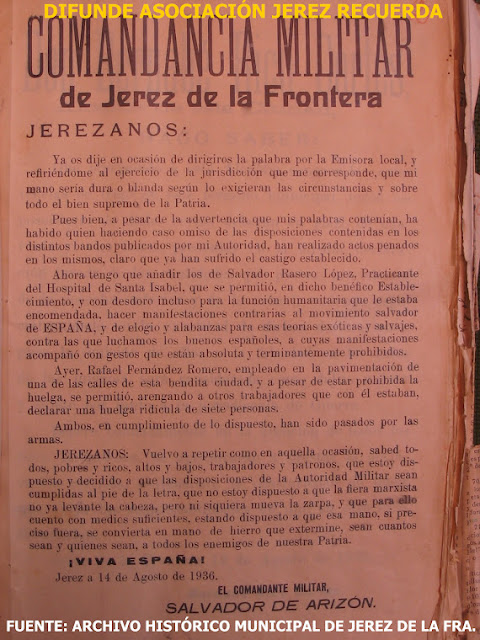 DIFUNDE ASOCIACIÓN JEREZ RECUERDA
COMANDANCIA MILITAR
de Jerez de la Frontera
JEREZANOS:
Ya os dije en ocasión de dirigiros la palabra por la Emisora local, y
refiriéndome al ejercicio de la jurisdicción que me corresponde, que mi
mano sería dura o blanda según lo exigieran las circunstancias y sobre
todo el bien supremo de la Patria.
Pues bien, a pesar de la advertencia que mis palabras contenían, ha
habido quien haciendo caso omiso de las disposiciones contenidas en los
distintos bandos publicados por mi Autoridad, han realizado actos penados
en los mismos, claro que ya han sufrido el castigo establecido.
Ahora tengo que añadir los de Salvador Rasero López, Practicante
del Hospital de Santa Isabel, que se permitió, en dicho benéfico Estable-
cimiento, y con desdoro incluso para la función humanitaria que le estaba
encomendada, hacer manifestaciones contrarias al movimiento salvador
de ESPAÑA, y de elogio y alabanzas para esas teorías exóticas y salvajes,
contra las que luchamos los buenos españoles, a cuyas manifestaciones
acompañó con gestos que están absoluta y terminantemente prohibidos.
Ayer, Rafael Fernández Romero, empleado en la pavimentación de
una de las calles de esta bendita ciudad, y a pesar de estar prohibida la
huelga, se permitió, arengando a otros trabajadores que con él estaban,
declarar una huelga ridícula de siete personas.
Ambos, en cumplimiento de lo dispuesto, han sido pasados por las
armas.
JEREZANOS: Vuelvo a repetir como en aquella ocasión, sabed to-
dos, pobres y ricos, altos y bajos, trabajadores y patronos, que estoy dis-
puesto y decidido a que las disposiciones de la Autoridad Militar sean
cumplidas al pie de la letra, que no estoy dispuesto a que la fiera marxista
no ya levante la cabeza, pero ni siquiera mueva la zarpa, y que para ello
cuento con medics suficientes, estando dispuesto a que esa mano, si pre-
ciso fuera, se convierta en mano de hierro que extermine, sean cuantos
sean y quienes sean, a todos los enemigos de nuestra Patria.
¡VIVA ESPAÑA!
Jerez a 14 de Agosto de 1936.
EL COMANDANTE MILITAR,
SALVADOR DE ARIZÓN.
FUENTE: ARCHIVO HISTÓRICO MUNICIPAL DE JEREZ DE LA FRA.